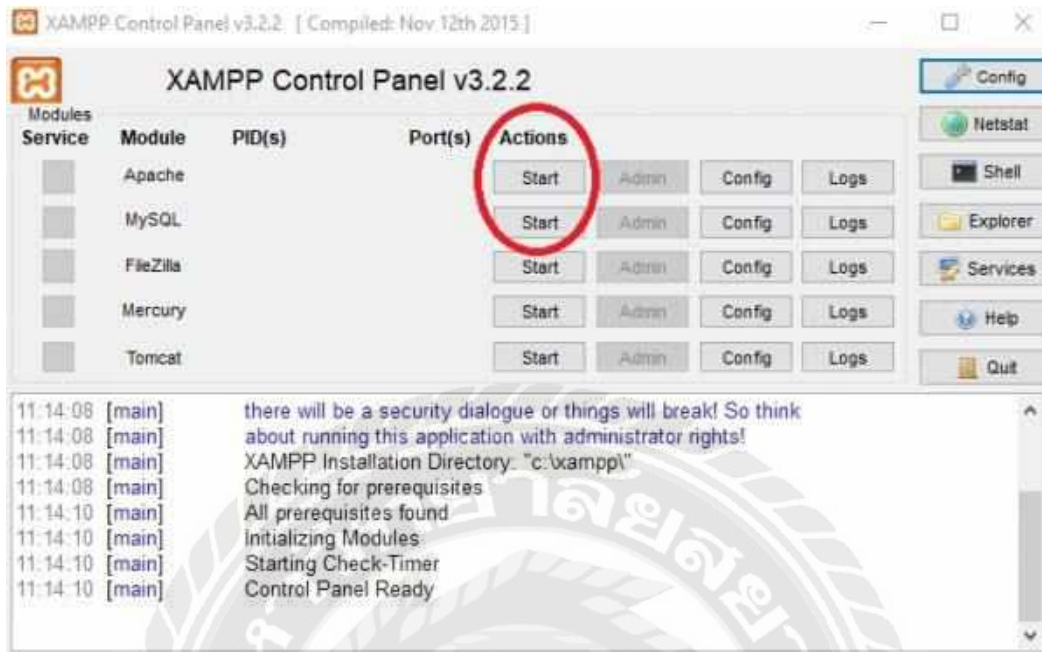 XAMPP Control Panel v3.2.2 [ Compiled: Nov 12th 2015 ]
XAMPP Control Panel v3.2.2
Config
Modules
Service Module PID(s) Port(s) Actions
Netstat
Apache Start Admin Config Logs
Shell
MySQL Start Admin Config Logs
Explorer
FileZilla Start Admin Config Logs
Services
Mercury Start Admin Config Logs
Help
Tomcat Start Admin Config Logs
Quit
11:14:08 [main] there will be a security dialogue or things will break! So think
11:14:08 [main] about running this application with administrator rights!
11:14:08 [main] XAMPP Installation Directory: "c:\xampp\"
11:14:08 [main] Checking for prerequisites
11:14:10 [main] All prerequisites found
11:14:10 [main] Initializing Modules
11:14:10 [main] Starting Check-Timer
11:14:10 [main] Control Panel Ready